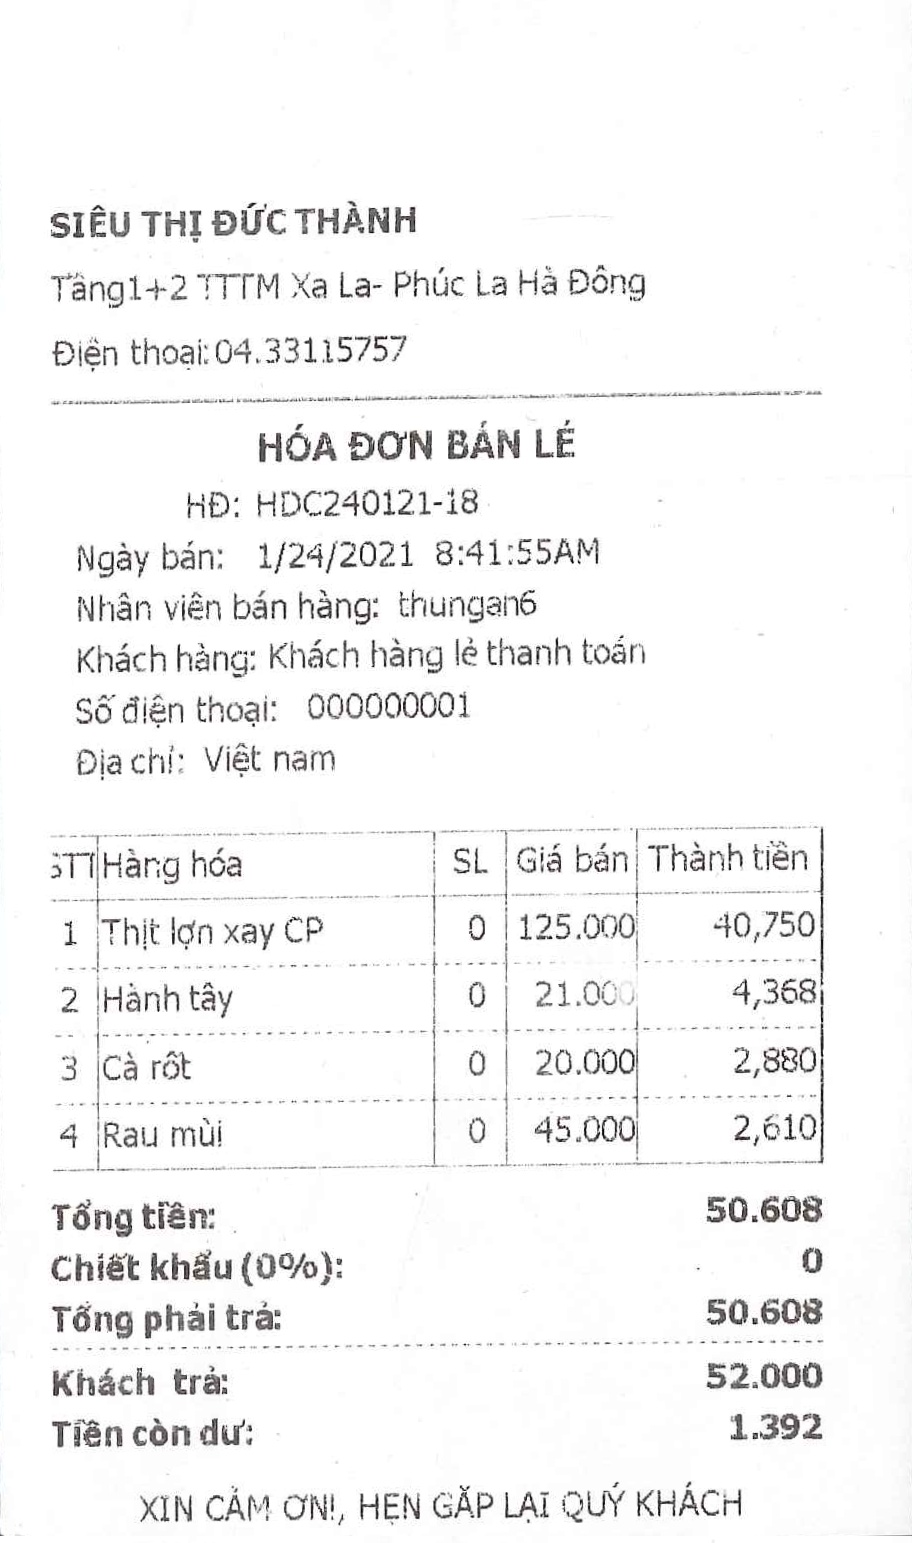 SIÊU THỊ ĐỨC THÀNH
Tầng1+2 TTTM Xa La- Phúc La Hà Đông
Điện thoại:04.33115757
HÓA ĐƠN BÁN LẺ
HĐ: HDC240121-18
Ngày bán: 1/24/2021 8:41:55AM
Nhân viên bán hàng: thungan6
Khách hàng: Khách hàng lẻ thanh toán
Số điện thoại: 000000001
Địa chỉ: Việt nam
STT Hàng hóa SL Giá bán Thành tiền
1 Thịt lợn xay CP 0 125.000 40,750
2 Hành tây 0 21.000 4,368
3 Cà rốt 0 20.000 2,880
4 Rau mùi 0 45.000 2,610
Tổng tiền: 50.608
Chiết khấu (0%): 0
Tổng phải trả: 50.608
Khách trả: 52.000
Tiền còn dư: 1.392
XIN CẢM ƠN!, HẸN GẶP LẠI QUÝ KHÁCH